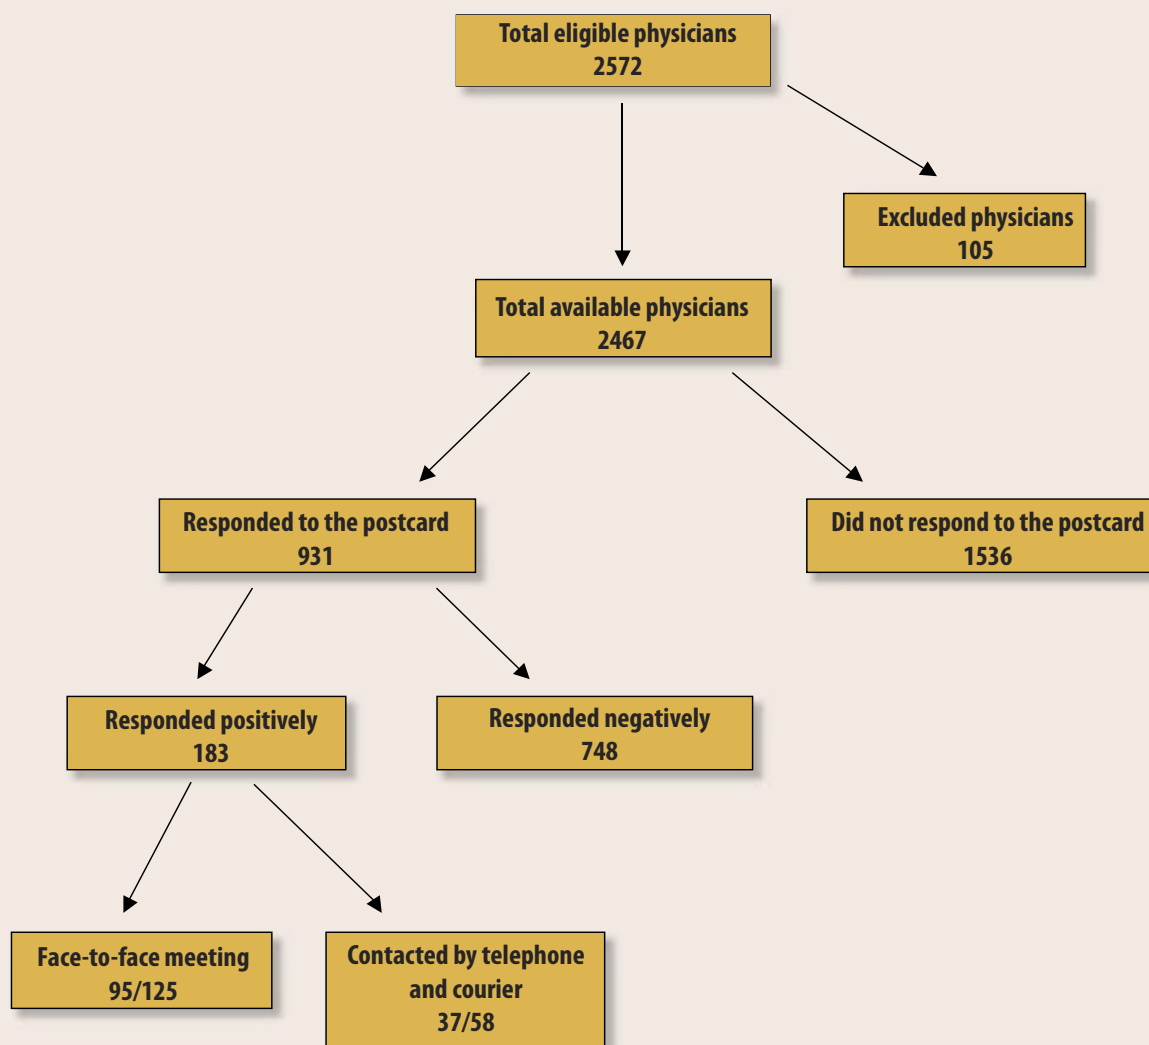 Total eligible physicians
2572
Excluded physicians
105
Total available physicians
2467
Responded to the postcard
931
Did not respond to the postcard
1536
Responded positively
183
Responded negatively
748
Face-to-face meeting
95/125
Contacted by telephone
and courier
37/58